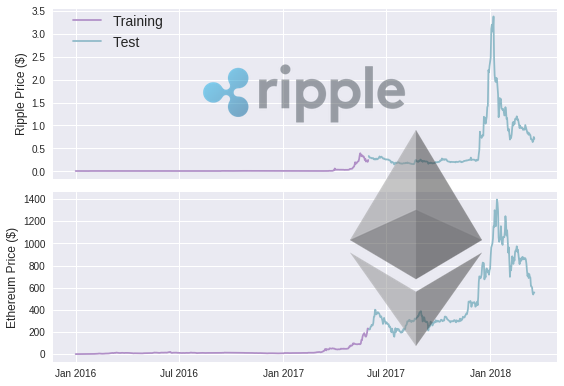 3.5
3.0
2.5
2.0
1.5
1.0
0.5
0.0
Ripple Price ($)
Training
Test
ripple
1400
1200
1000
800
600
400
200
0
Ethereum Price ($)
Jan 2016 Jul 2016 Jan 2017 Jul 2017 Jan 2018